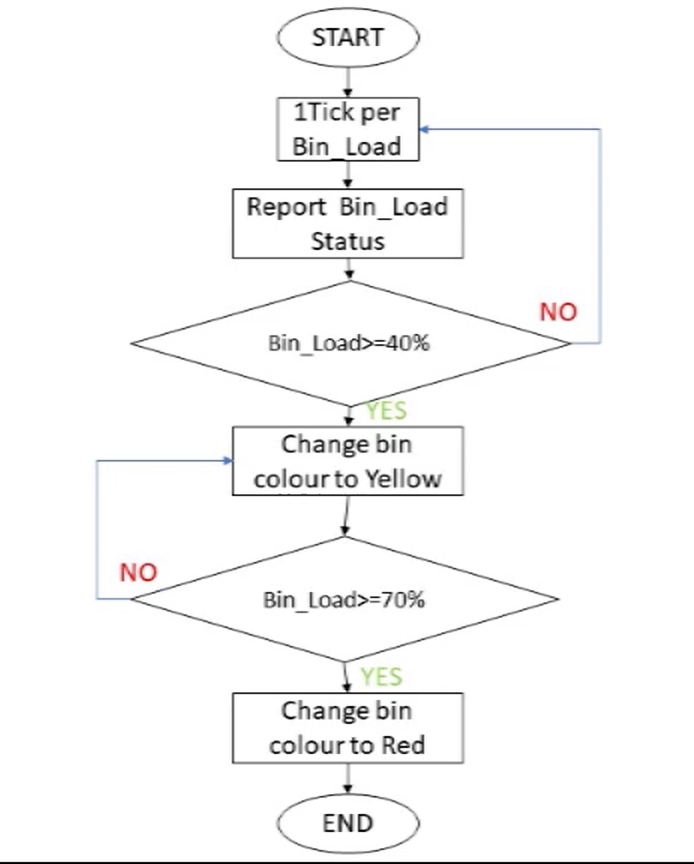 START
1Tick per
Bin_Load
Report Bin_Load
Status
Bin_Load>=40%
NO
YES
Change bin
colour to Yellow
NO
Bin_Load>=70%
YES
Change bin
colour to Red
END